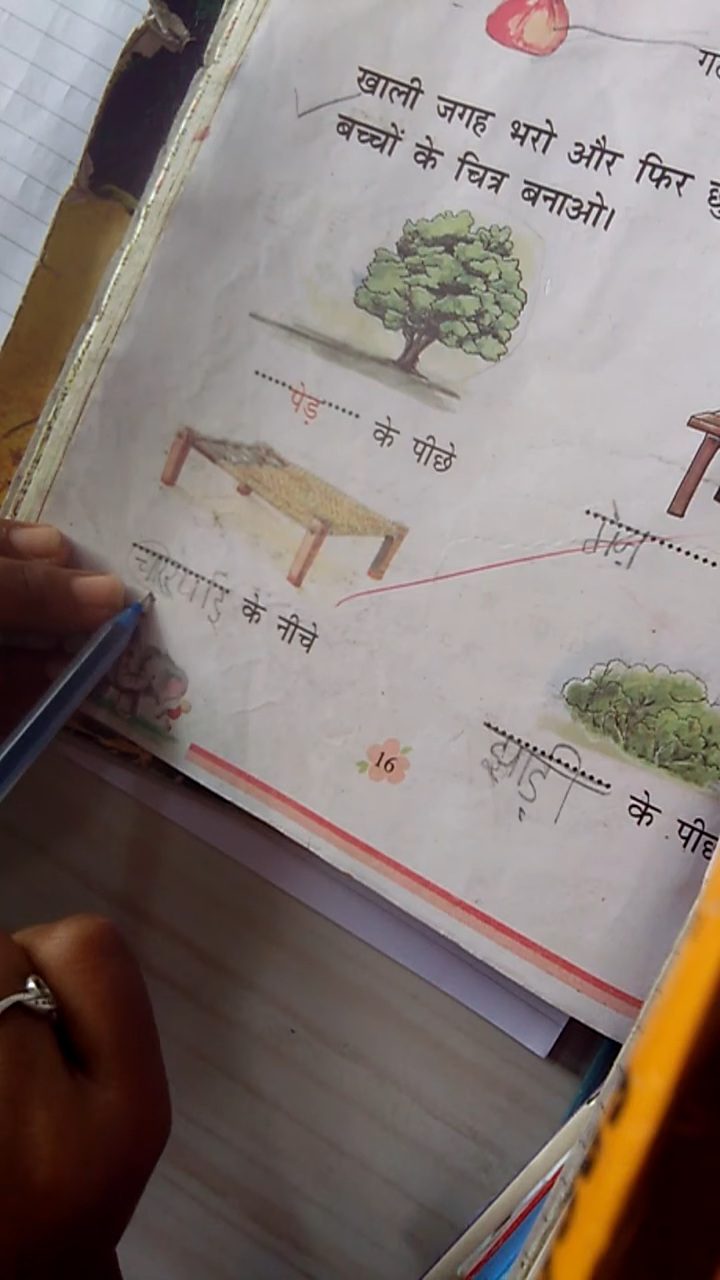 खाली जगह भरो और फिर
बच्चों के चित्र बनाओ।
पेड़ के पीछे
मेज़
चारपाई के नीचे
झाड़ी के पीछ
16